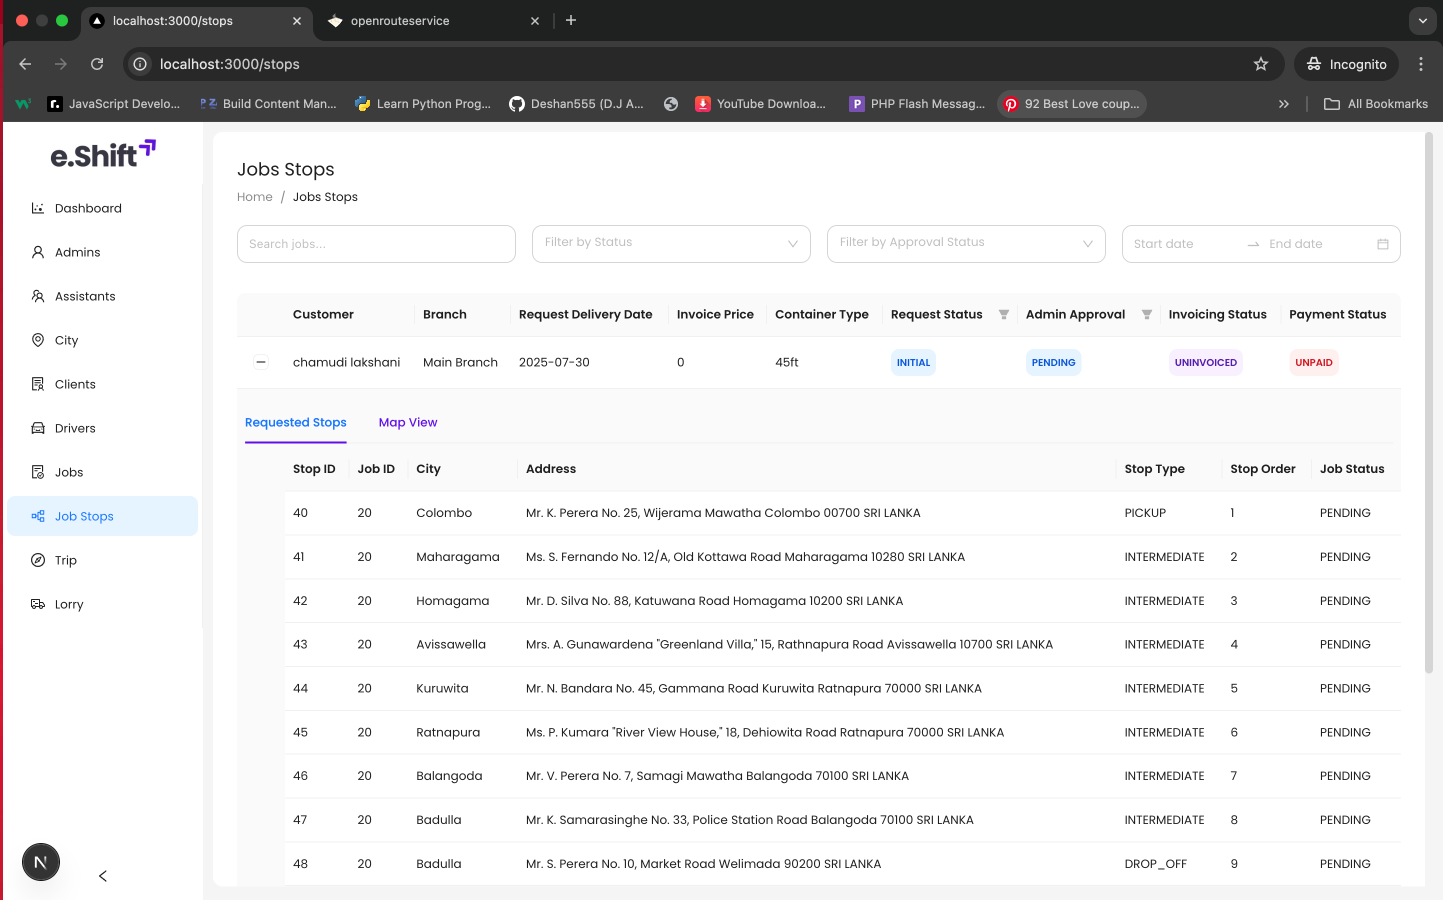 localhost:3000/stops
openrouteservice
localhost:3000/stops
Incognito
JavaScript Develo...
Build Content Man...
Learn Python Prog...
Deshan555 (D.J A...
YouTube Downloa...
PHP Flash Messag...
92 Best Love coup...
All Bookmarks
e.Shift
Dashboard
Admins
Assistants
City
Clients
Drivers
Jobs
Job Stops
Trip
Lorry
N
Jobs Stops
Home / Jobs Stops
Search jobs...
Filter by Status
Filter by Approval Status
Start date
End date
Customer Branch Request Delivery Date Invoice Price Container Type Request Status Admin Approval Invoicing Status Payment Status
chamudi lakshani Main Branch 2025-07-30 0 45ft INITIAL PENDING UNINVOICED UNPAID
Requested Stops Map View
Stop ID Job ID City Address Stop Type Stop Order Job Status
40 20 Colombo Mr. K. Perera No. 25, Wijerama Mawatha Colombo 00700 SRI LANKA PICKUP 1 PENDING
41 20 Maharagama Ms. S. Fernando No. 12/A, Old Kottawa Road Maharagama 10280 SRI LANKA INTERMEDIATE 2 PENDING
42 20 Homagama Mr. D. Silva No. 88, Katuwana Road Homagama 10200 SRI LANKA INTERMEDIATE 3 PENDING
43 20 Avissawella Mrs. A. Gunawardena "Greenland Villa," 15, Rathnapura Road Avissawella 10700 SRI LANKA INTERMEDIATE 4 PENDING
44 20 Kuruwita Mr. N. Bandara No. 45, Gammana Road Kuruwita Ratnapura 70000 SRI LANKA INTERMEDIATE 5 PENDING
45 20 Ratnapura Ms. P. Kumara "River View House," 18, Dehiowita Road Ratnapura 70000 SRI LANKA INTERMEDIATE 6 PENDING
46 20 Balangoda Mr. V. Perera No. 7, Samagi Mawatha Balangoda 70100 SRI LANKA INTERMEDIATE 7 PENDING
47 20 Badulla Mr. K. Samarasinghe No. 33, Police Station Road Balangoda 70100 SRI LANKA INTERMEDIATE 8 PENDING
48 20 Badulla Mr. S. Perera No. 10, Market Road Welimada 90200 SRI LANKA DROP_OFF 9 PENDING